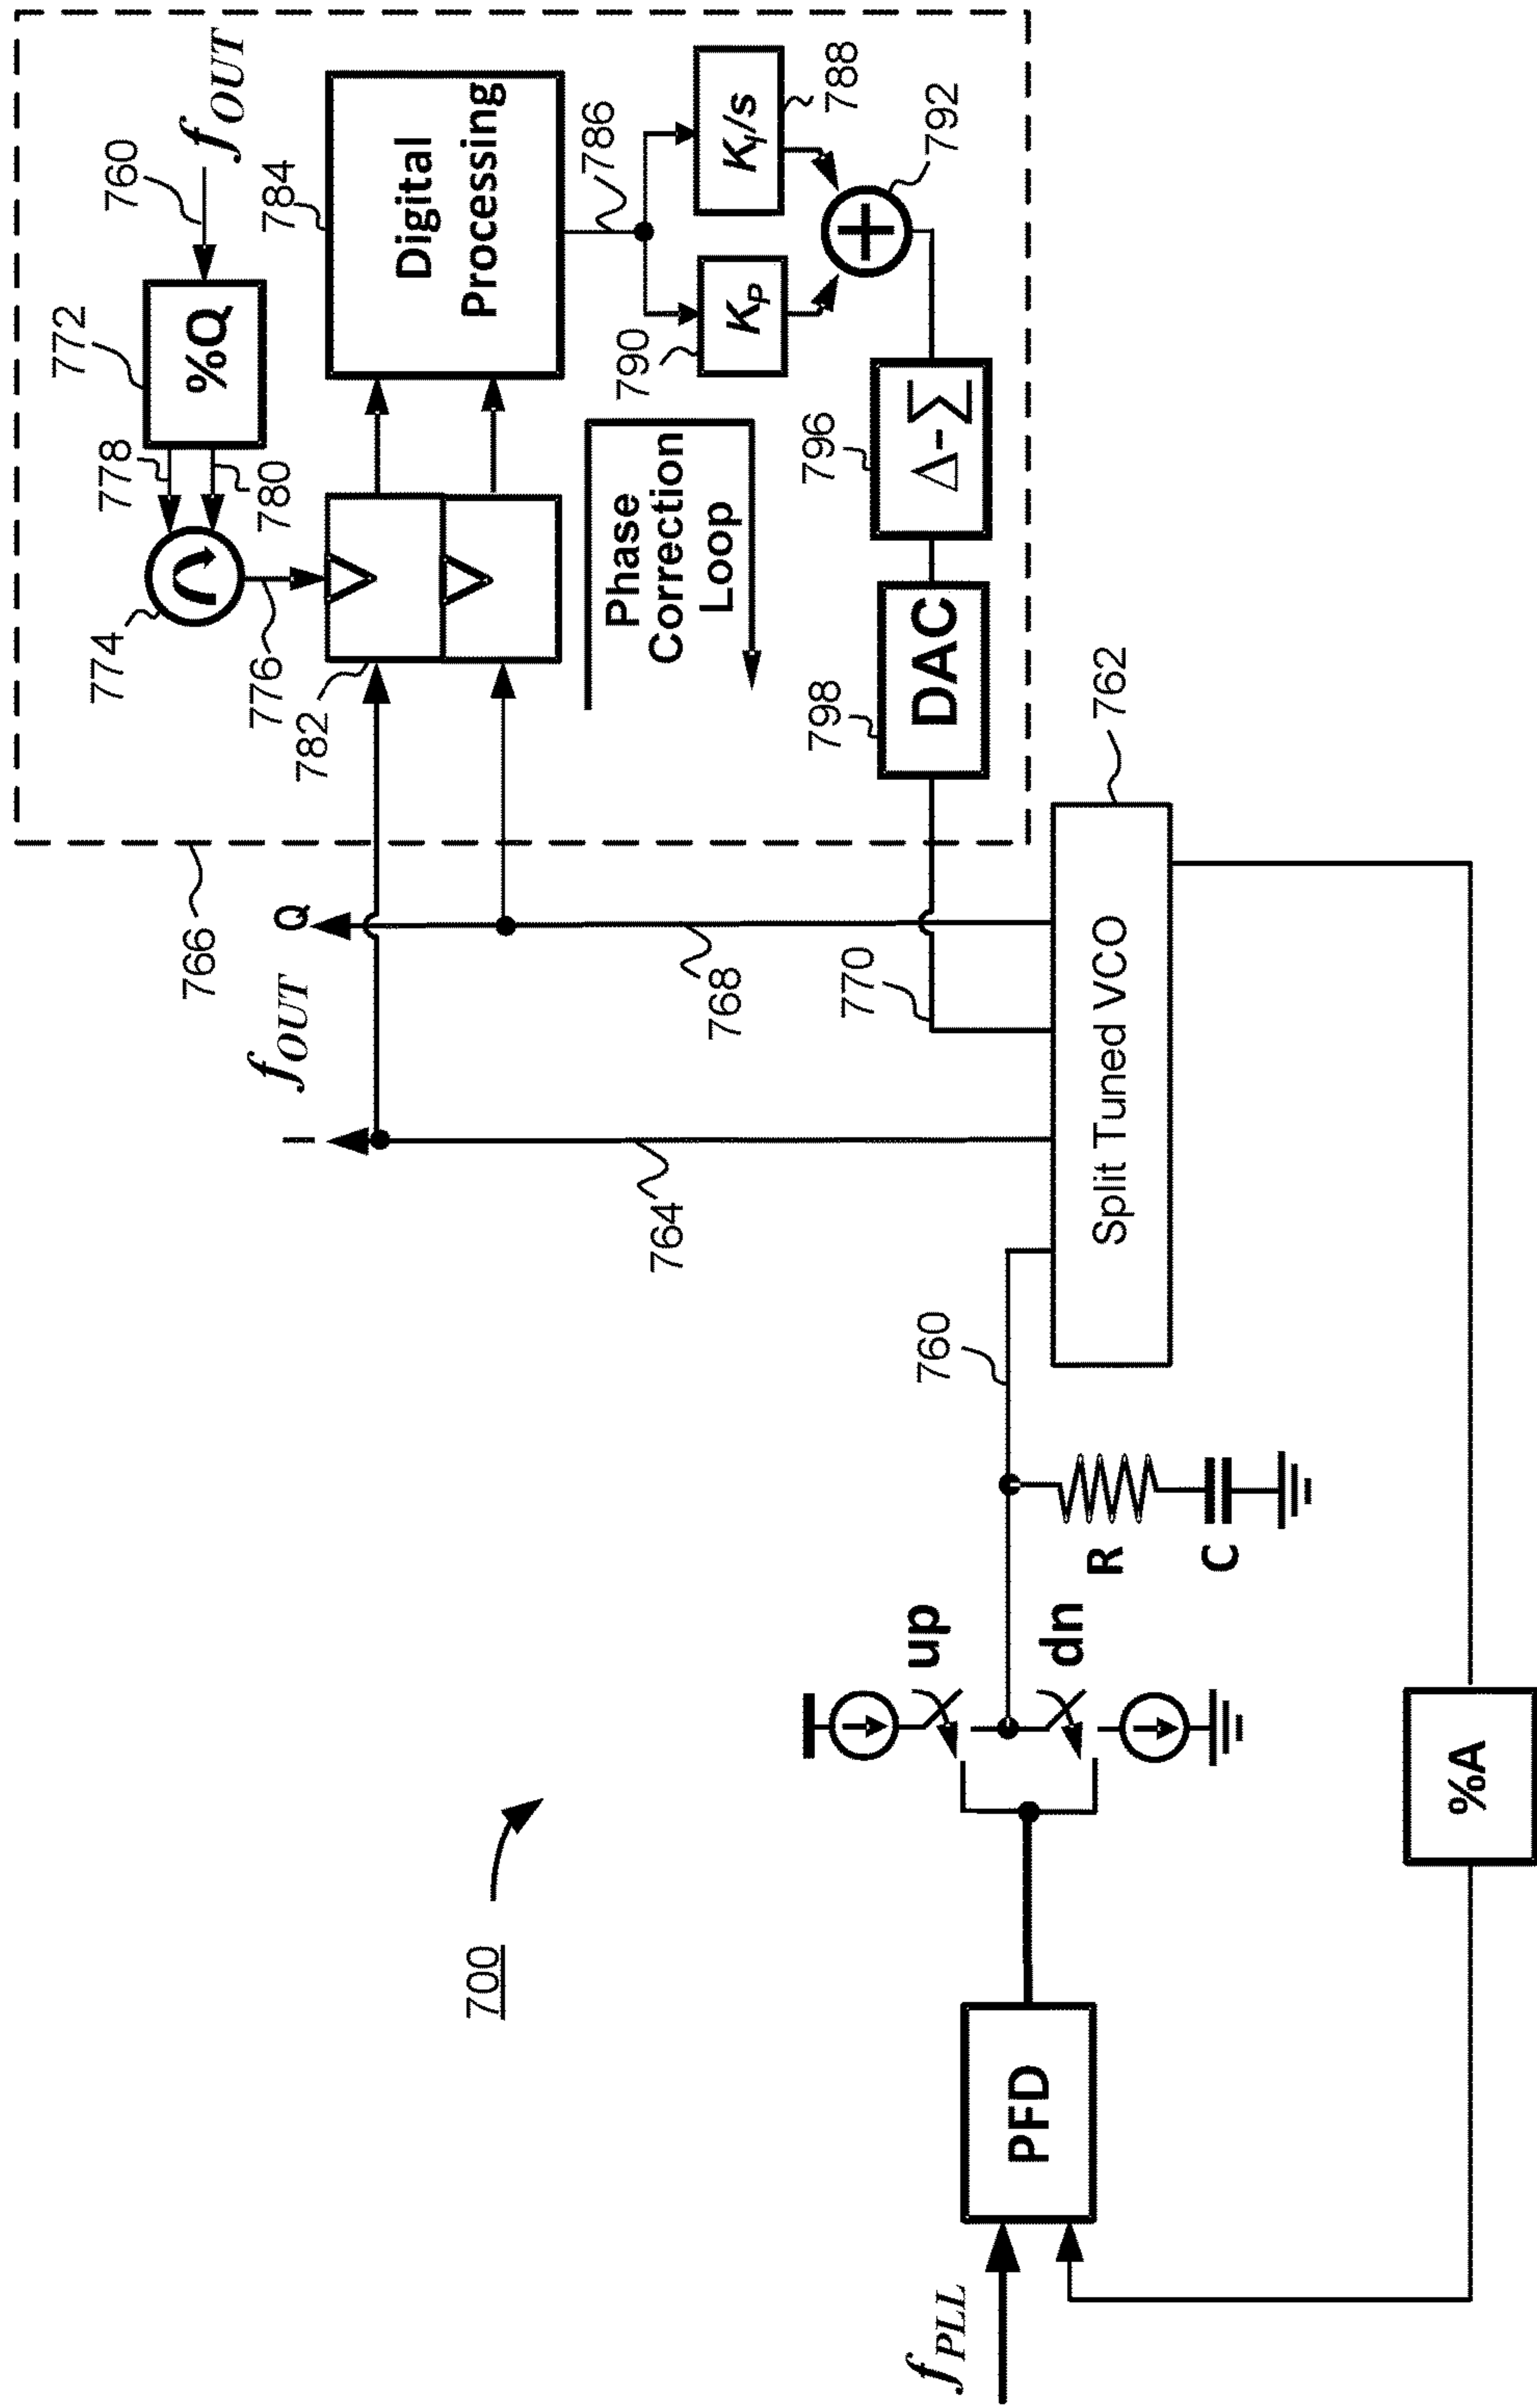 700
f_PLL
PFD
up
dn
R
C
%A
760
Split Tuned VCO
762
764
I
f_OUT
Q
768
770
766
774
776
778
780
772
%Q
760
f_OUT
782
784
Digital
Processing
786
790
K_P
K_I/s
788
792
Phase
Correction
Loop
796
Δ-Σ
798
DAC